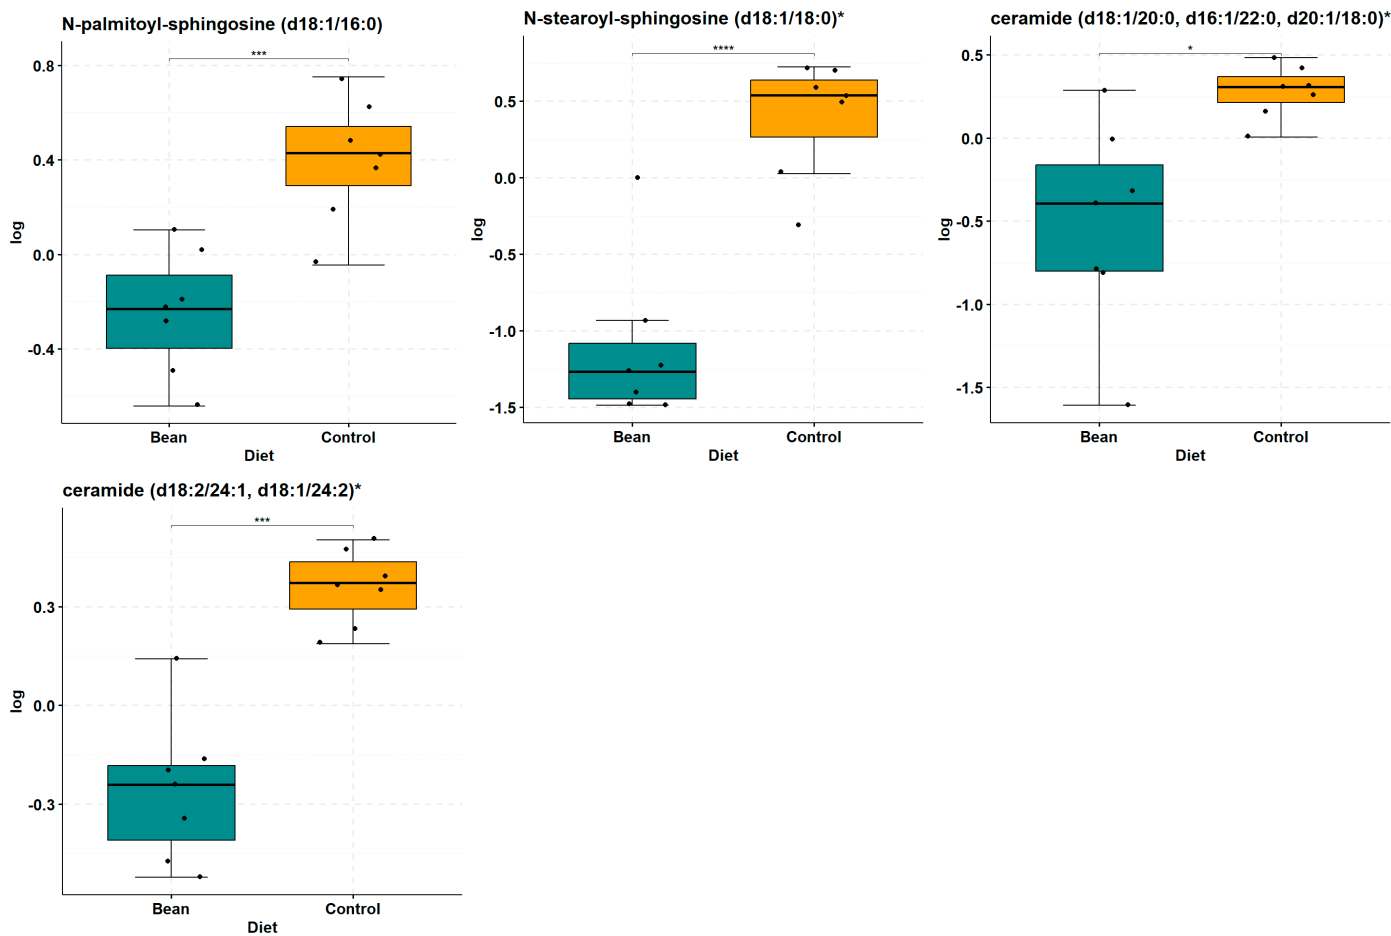 N-palmitoyl-sphingosine (d18:1/16:0)
***
0.8
0.4
0.0
-0.4
log
Bean Control
Diet
N-stearoyl-sphingosine (d18:1/18:0)*
****
0.5
0.0
-0.5
-1.0
-1.5
log
Bean Control
Diet
ceramide (d18:1/20:0, d16:1/22:0, d20:1/18:0)*
*
0.5
0.0
-0.5
-1.0
-1.5
log
Bean Control
Diet
ceramide (d18:2/24:1, d18:1/24:2)*
***
0.3
0.0
-0.3
log
Bean Control
Diet